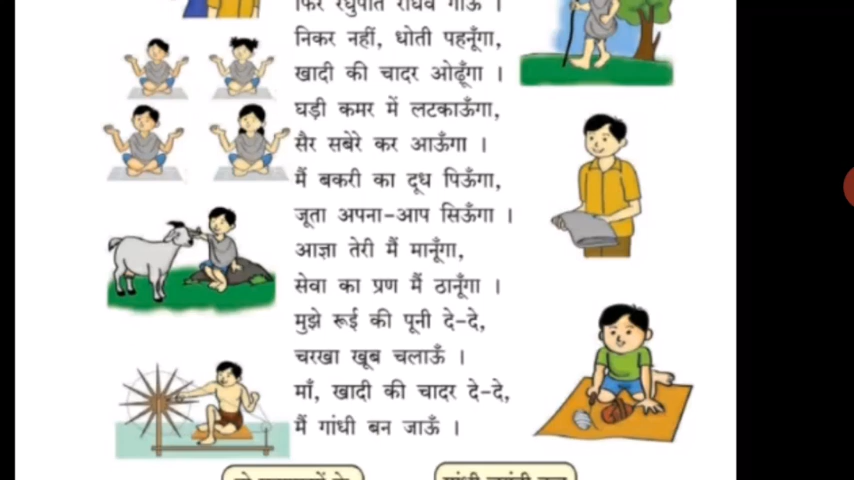 फिर रघुपति राघव गाऊँ ।
निकर नहीं, धोती पहनूँगा,
खादी की चादर ओढ़ूँगा ।
घड़ी कमर में लटकाऊँगा,
सैर सबेरे कर आऊँगा ।
मैं बकरी का दूध पिऊँगा,
जूता अपना-आप सिऊँगा ।
आज्ञा तेरी मैं मानूँगा,
सेवा का प्रण मैं ठानूँगा ।
मुझे रूई की पूनी दे-दे,
चरखा खूब चलाऊँ ।
माँ, खादी की चादर दे-दे,
मैं गांधी बन जाऊँ ।